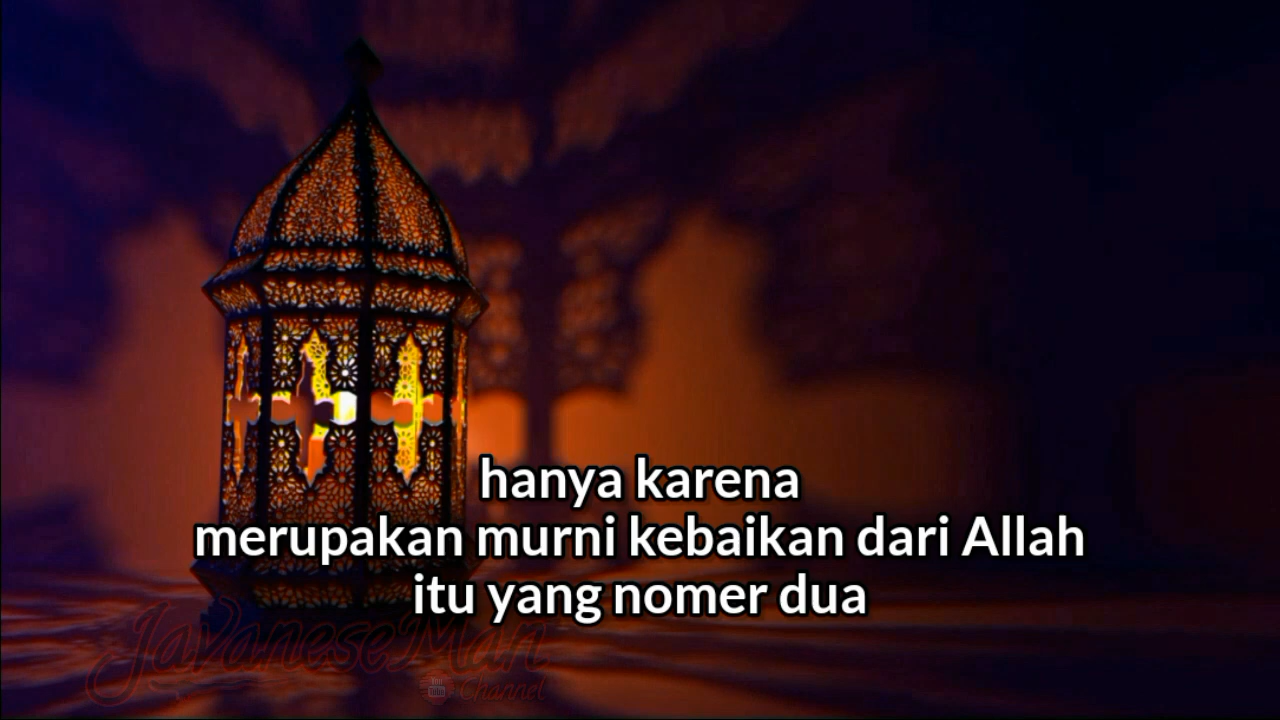 hanya karena
merupakan murni kebaikan dari Allah
itu yang nomer dua
JavaneseMan
Channel